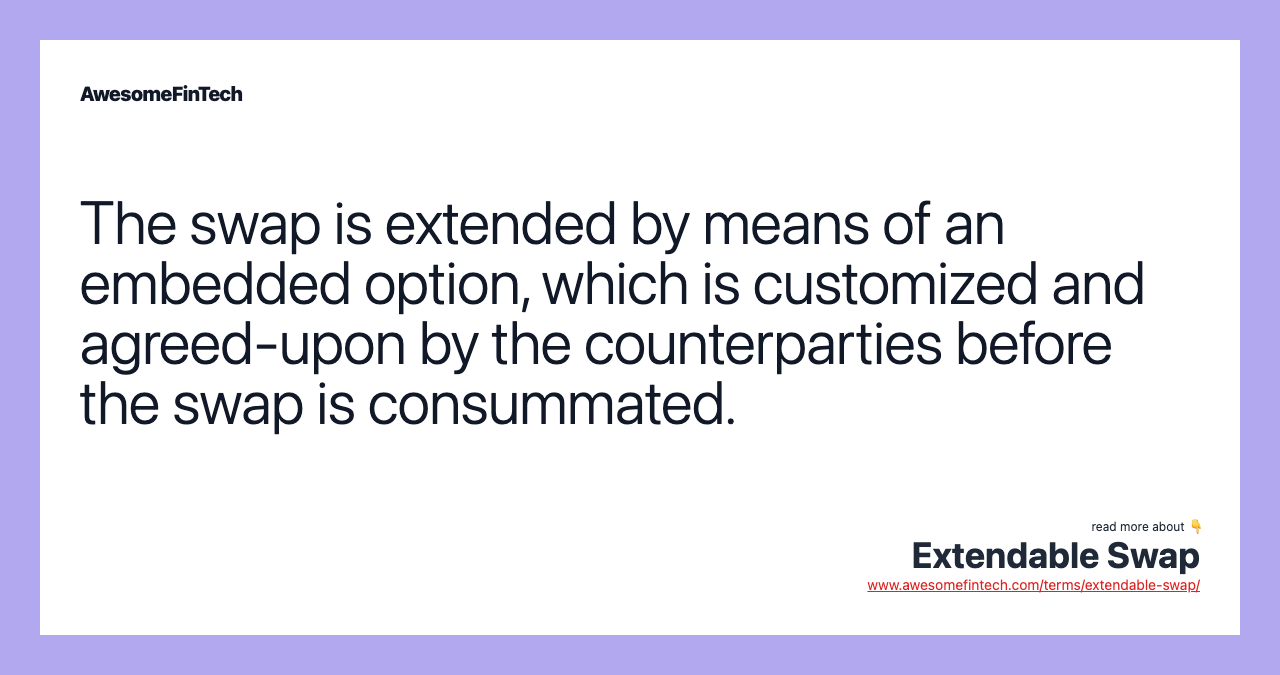 AwesomeFinTech
The swap is extended by means of an
embedded option, which is customized and
agreed-upon by the counterparties before
the swap is consummated.
read more about 👇
Extendable Swap
www.awesomefintech.com/terms/extendable-swap/